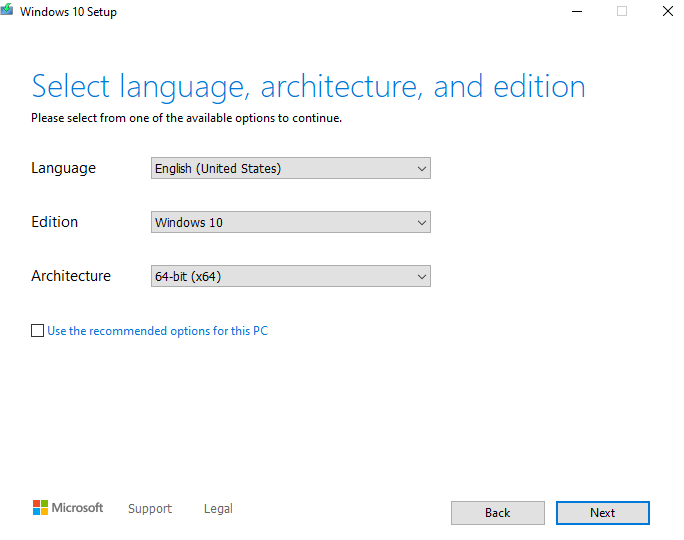 Windows 10 Setup
Select language, architecture, and edition
Please select from one of the available options to continue.
Language
English (United States)
Edition
Windows 10
Architecture
64-bit (x64)
Use the recommended options for this PC
Microsoft
Support
Legal
Back
Next